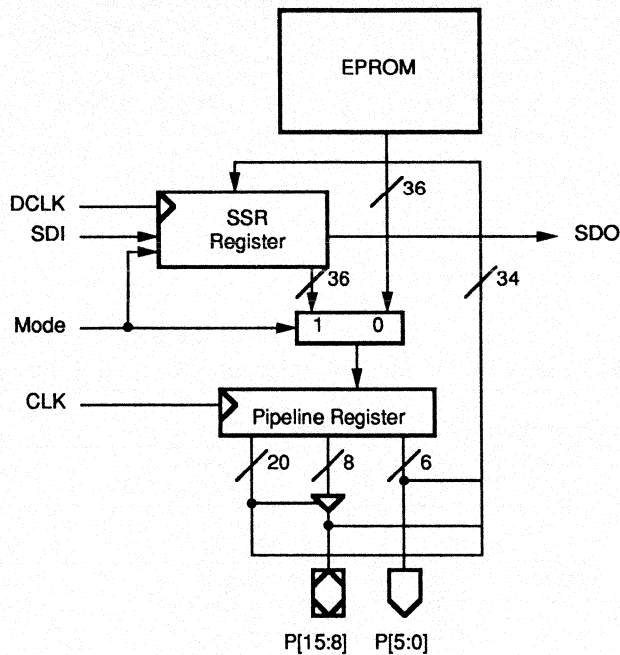 EPROM
36
DCLK
SDI
SSR
Register
SDO
36
34
Mode
1 0
CLK
Pipeline Register
20 8 6
P[15:8] P[5:0]